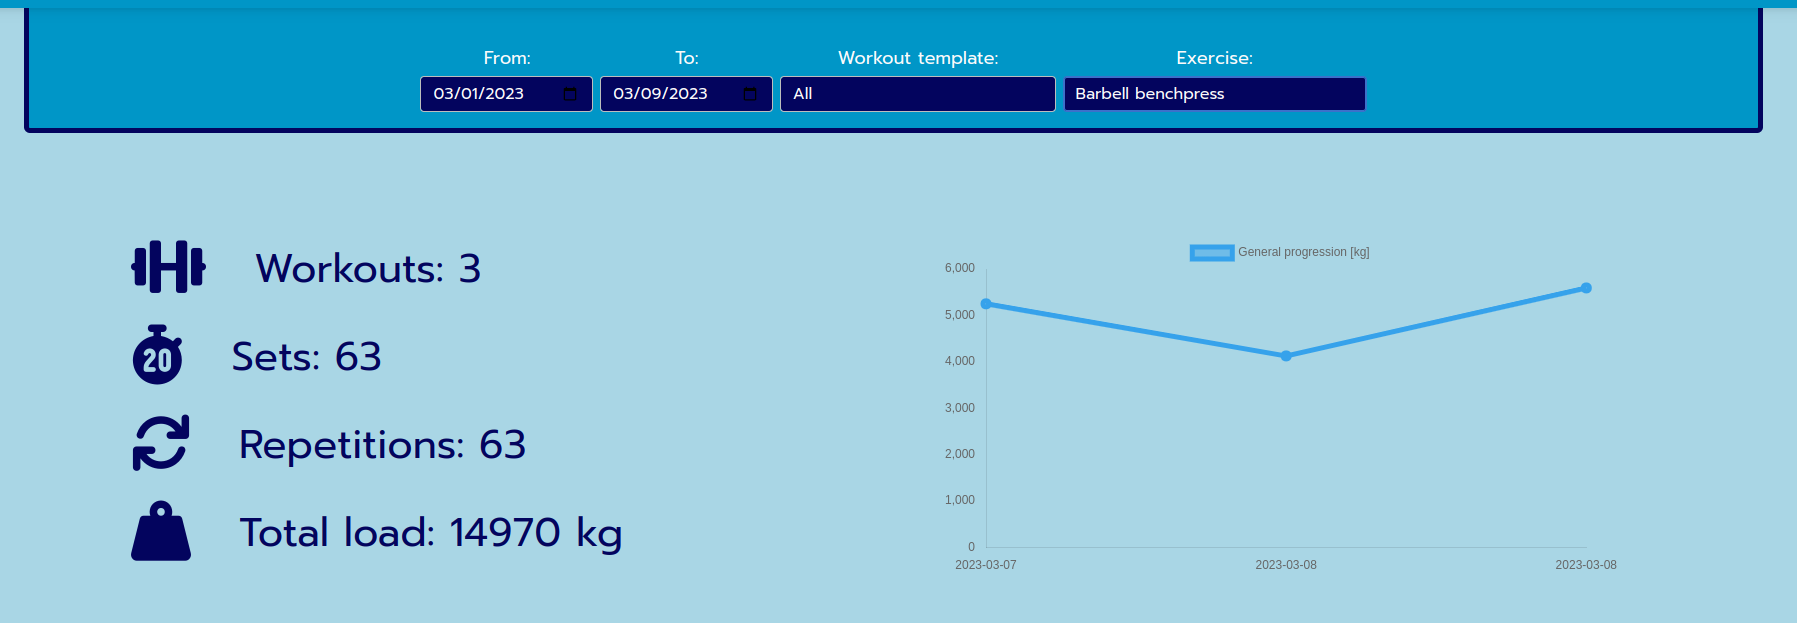 From: To: Workout template: Exercise:
03/01/2023 03/09/2023 All Barbell benchpress
Workouts: 3
20
Sets: 63
Repetitions: 63
Total load: 14970 kg
General progression [kg]
6,000
5,000
4,000
3,000
2,000
1,000
0
2023-03-07 2023-03-08 2023-03-08